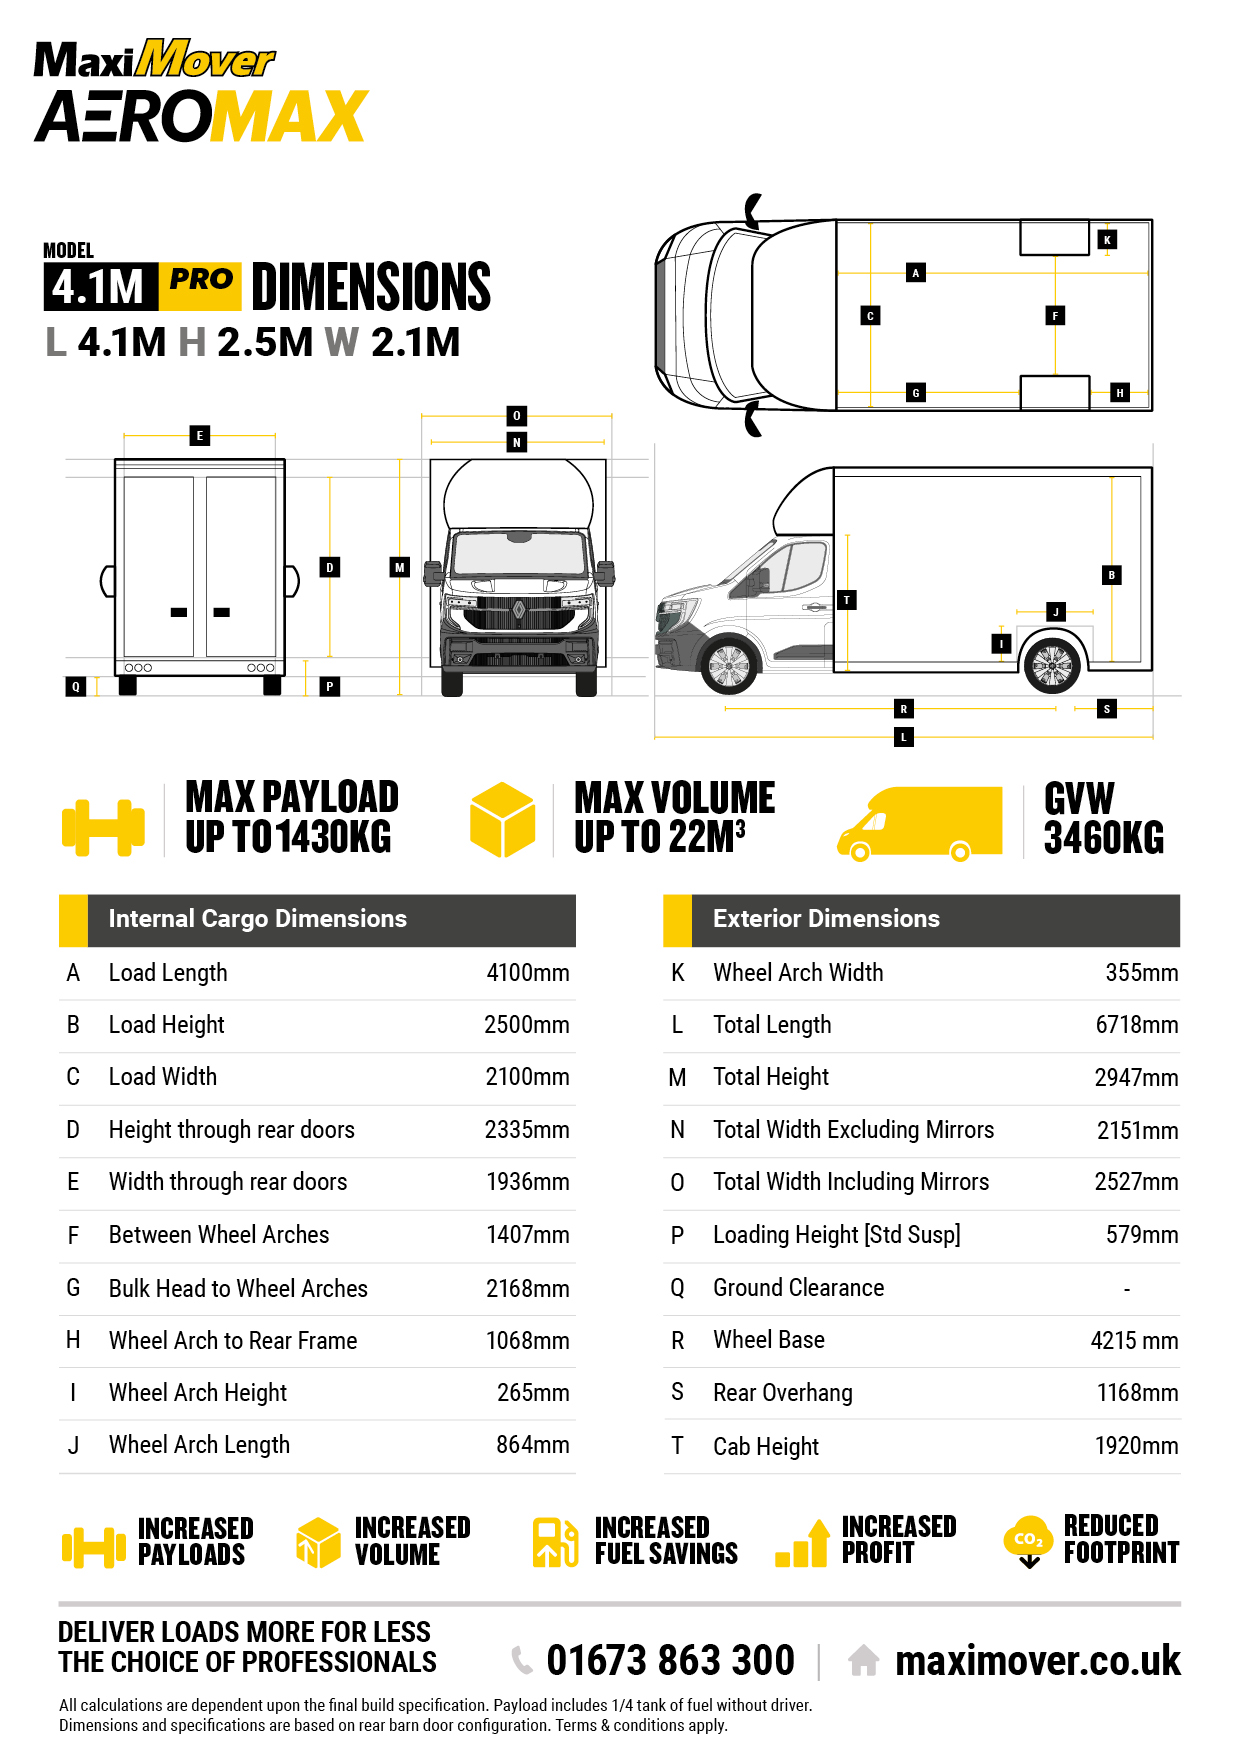 MaxiMover
AEROMAX
MODEL
4.1M PRO DIMENSIONS
L 4.1M H 2.5M W 2.1M
K
A
C
F
G
H
O
E
N
D
M
B
T
J
I
Q
P
R
S
L
MAX PAYLOAD
UP TO 1430KG
MAX VOLUME
UP TO 22M³
GVW
3460KG
Internal Cargo Dimensions
A Load Length 4100mm
B Load Height 2500mm
C Load Width 2100mm
D Height through rear doors 2335mm
E Width through rear doors 1936mm
F Between Wheel Arches 1407mm
G Bulk Head to Wheel Arches 2168mm
H Wheel Arch to Rear Frame 1068mm
I Wheel Arch Height 265mm
J Wheel Arch Length 864mm
Exterior Dimensions
K Wheel Arch Width 355mm
L Total Length 6718mm
M Total Height 2947mm
N Total Width Excluding Mirrors 2151mm
O Total Width Including Mirrors 2527mm
P Loading Height [Std Susp] 579mm
Q Ground Clearance -
R Wheel Base 4215 mm
S Rear Overhang 1168mm
T Cab Height 1920mm
INCREASED
PAYLOADS
INCREASED
VOLUME
INCREASED
FUEL SAVINGS
INCREASED
PROFIT
CO₂
REDUCED
FOOTPRINT
DELIVER LOADS MORE FOR LESS
THE CHOICE OF PROFESSIONALS
01673 863 300
maximover.co.uk
All calculations are dependent upon the final build specification. Payload includes 1/4 tank of fuel without driver.
Dimensions and specifications are based on rear barn door configuration. Terms & conditions apply.